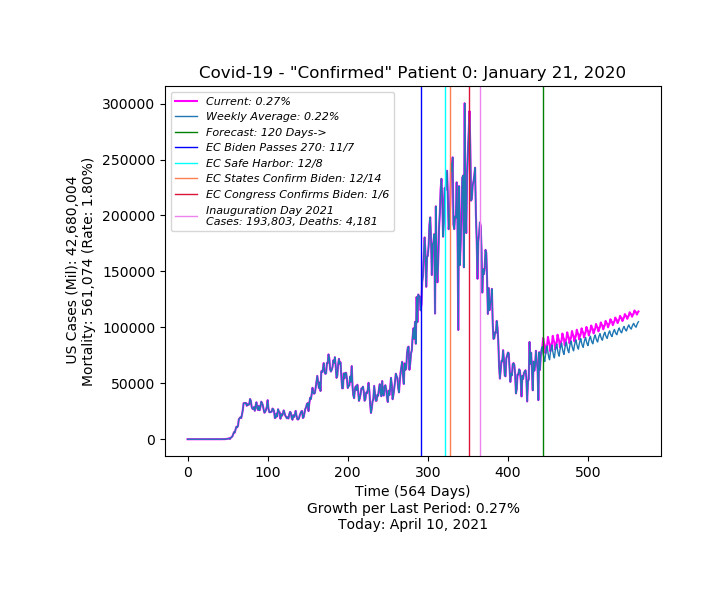 Covid-19 - "Confirmed" Patient 0: January 21, 2020
Current: 0.27%
Weekly Average: 0.22%
Forecast: 120 Days->
EC Biden Passes 270: 11/7
EC Safe Harbor: 12/8
EC States Confirm Biden: 12/14
EC Congress Confirms Biden: 1/6
Inauguration Day 2021
Cases: 193,803, Deaths: 4,181
US Cases (Mil): 42,680,004
Mortality: 561,074 (Rate: 1.80%)
300000
250000
200000
150000
100000
50000
0
0 100 200 300 400 500
Time (564 Days)
Growth per Last Period: 0.27%
Today: April 10, 2021